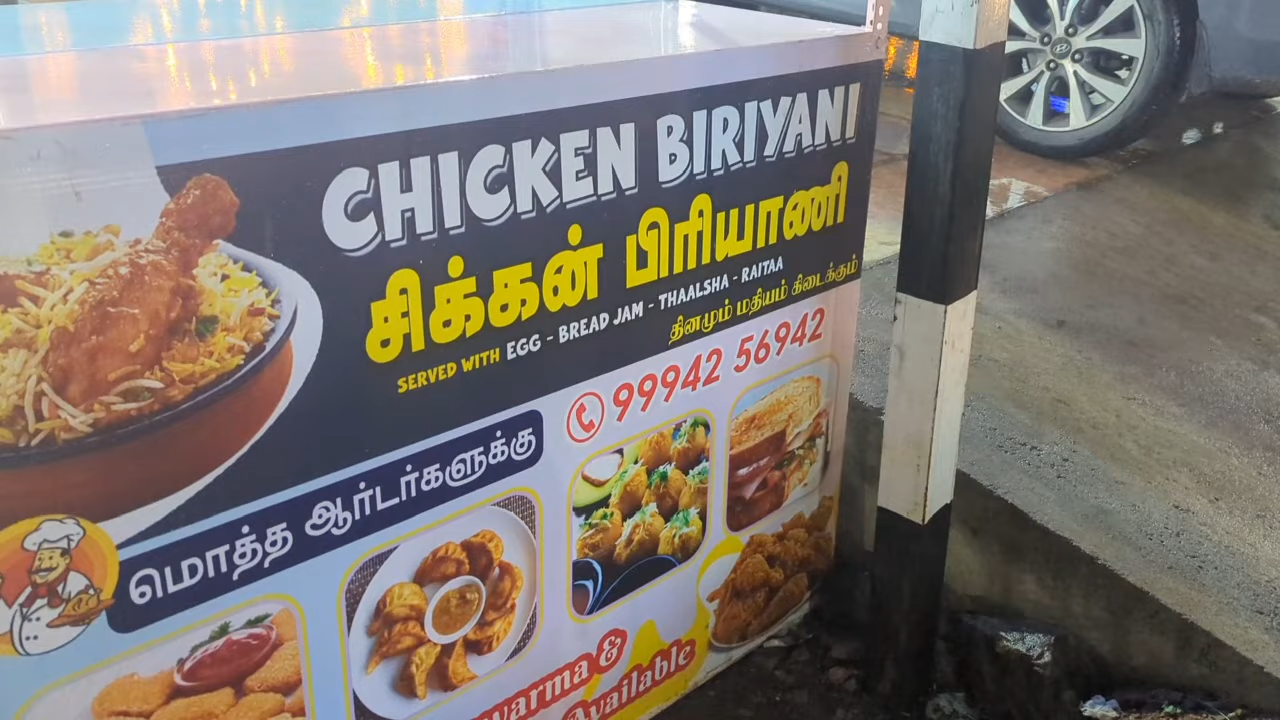 CHICKEN BIRIYANI
சிக்கன் பிரியாணி
SERVED WITH EGG - BREAD JAM - THAALSHA - RAITAA
தினமும் மதியம் கிடைக்கும்
99942 56942
மொத்த ஆர்டர்களுக்கு
&
Available